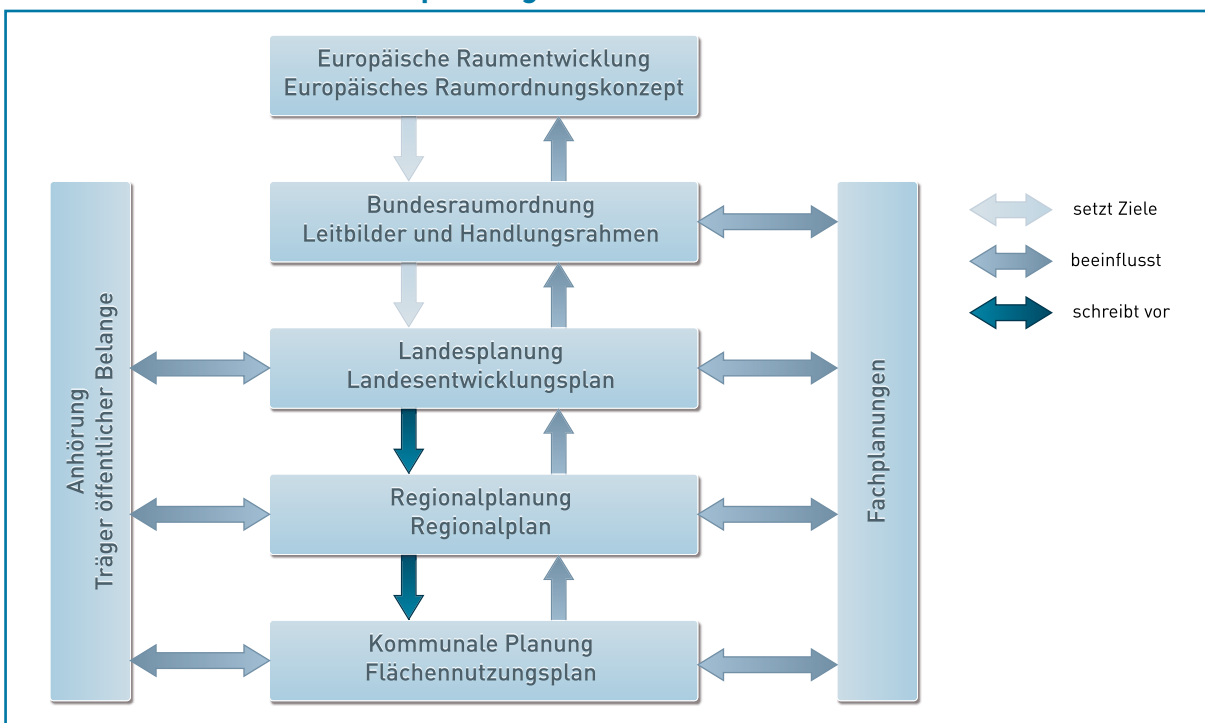 Europäische Raumentwicklung
Europäisches Raumordnungskonzept
Bundesraumordnung
Leitbilder und Handlungsrahmen
Landesplanung
Landesentwicklungsplan
Regionalplanung
Regionalplan
Kommunale Planung
Flächennutzungsplan
Anhörung
Träger öffentlicher Belange
Fachplanungen
setzt Ziele
beeinflusst
schreibt vor